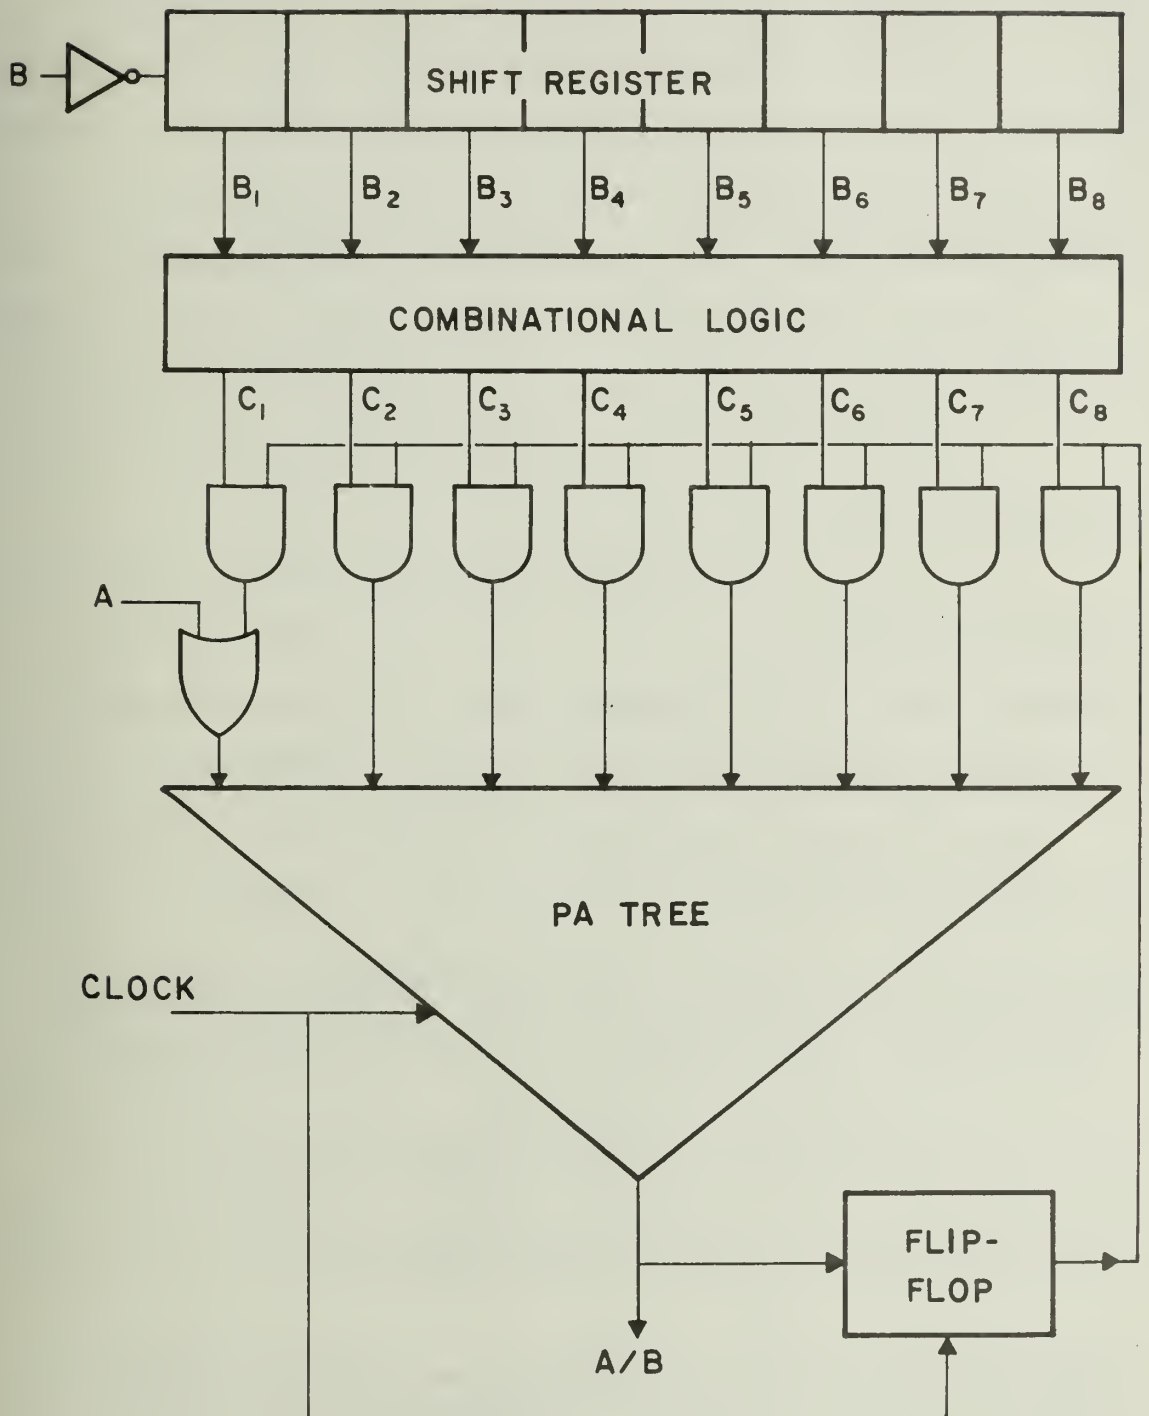 B
SHIFT REGISTER
B₁ B₂ B₃ B₄ B₅ B₆ B₇ B₈
COMBINATIONAL LOGIC
C₁ C₂ C₃ C₄ C₅ C₆ C₇ C₈
A
PA TREE
CLOCK
FLIP-
FLOP
A/B